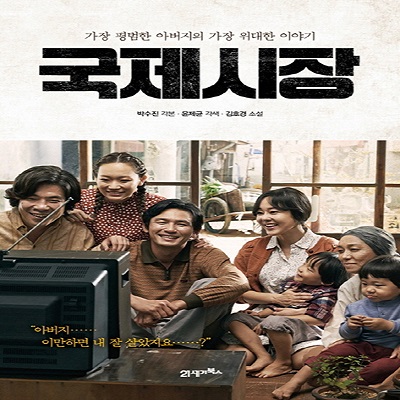 가장 평범한 아버지의 가장 위대한 이야기
국제시장
박수진 각본 · 윤제균 각색 · 김호경 소설
“아버지……
이만하면 내 잘 살았지요……?”
21세기북스